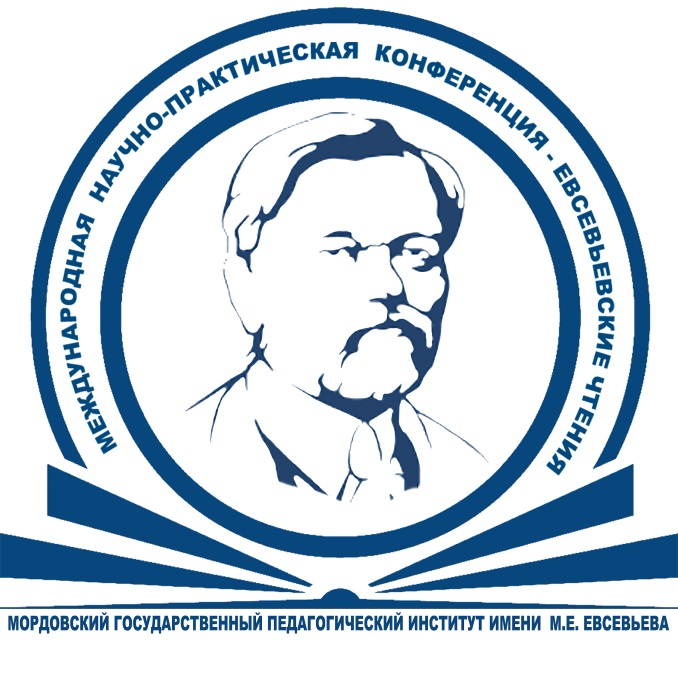 МЕЖДУНАРОДНАЯ НАУЧНО-ПРАКТИЧЕСКАЯ КОНФЕРЕНЦИЯ - ЕВСЕВЬЕВСКИЕ ЧТЕНИЯ
МОРДОВСКИЙ ГОСУДАРСТВЕННЫЙ ПЕДАГОГИЧЕСКИЙ ИНСТИТУТ ИМЕНИ М.Е. ЕВСЕВЬЕВА